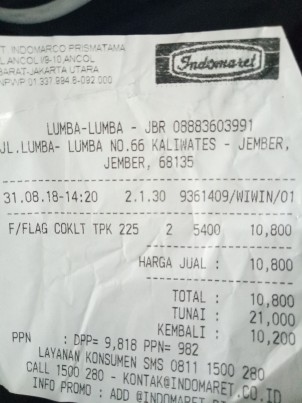 T. INDOMARCO PRISMATAMA
L.ANCOL I/9-10,ANCOL
BARAT-JAKARTA UTARA
NPWP 01.337.994.6-092.000
Indomaret
LUMBA-LUMBA - JBR 08883603991
JL.LUMBA- LUMBA NO.66 KALIWATES - JEMBER,
JEMBER, 68135
31.08.18-14:20 2.1.30 9361409/WIWIN/01
F/FLAG COKLT TPK 225 2 5400 10,800
HARGA JUAL : 10,800
TOTAL : 10,800
TUNAI : 21,000
KEMBALI : 10,200
PPN : DPP= 9,818 PPN= 982
LAYANAN KONSUMEN SMS 0811 1500 280
CALL 1500 280 - KONTAK@INDOMARET.CO.ID
INFO PROMO : ADD @INDOMARET